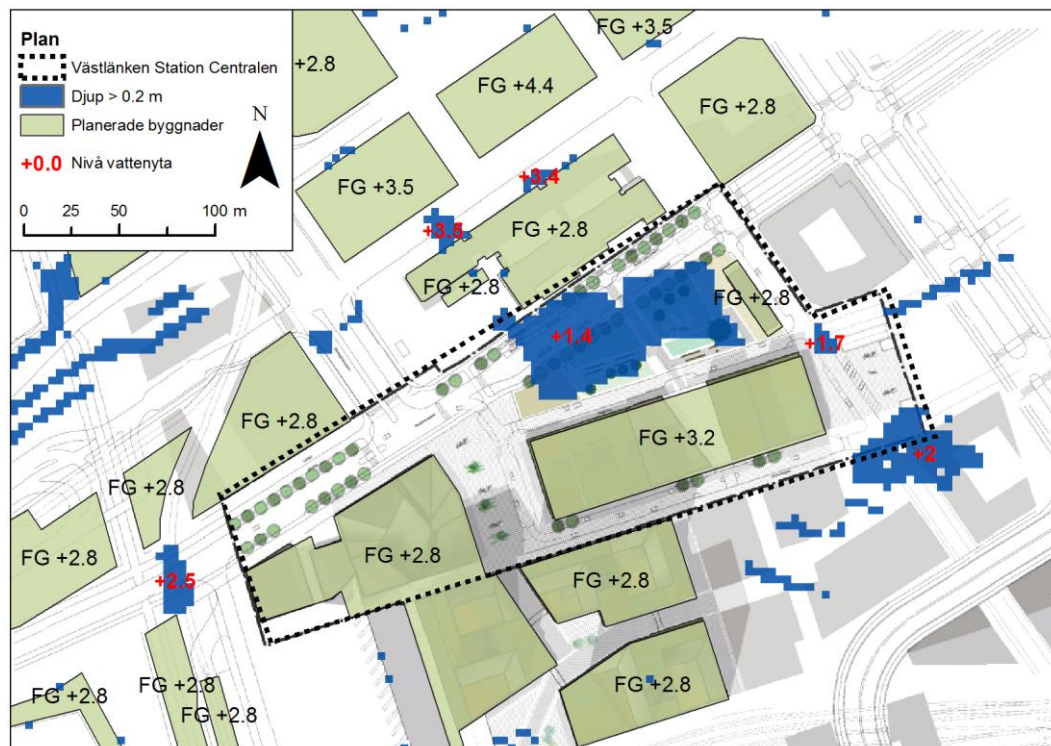 Plan
Västlänken Station Centralen
Djup > 0.2 m
Planerade byggnader
+0.0 Nivå vattenyta
N
0 25 50 100 m
FG +3.5
+2.8
FG +4.4
FG +2.8
FG +3.5
+3.4
+3.5
FG +2.8
FG +2.8
FG +2.8
+1.4
+1.7
FG +2.8
FG +3.2
+2
FG +2.8
FG +2.8
FG +2.8
+2.5
FG +2.8
FG +2.8
FG +2.8
FG +2.8
FG +2.8